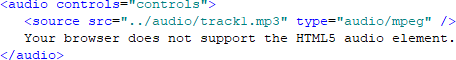 <audio controls="controls">
<source src="../audio/track1.mp3" type="audio/mpeg" />
Your browser does not support the HTML5 audio element.
</audio>